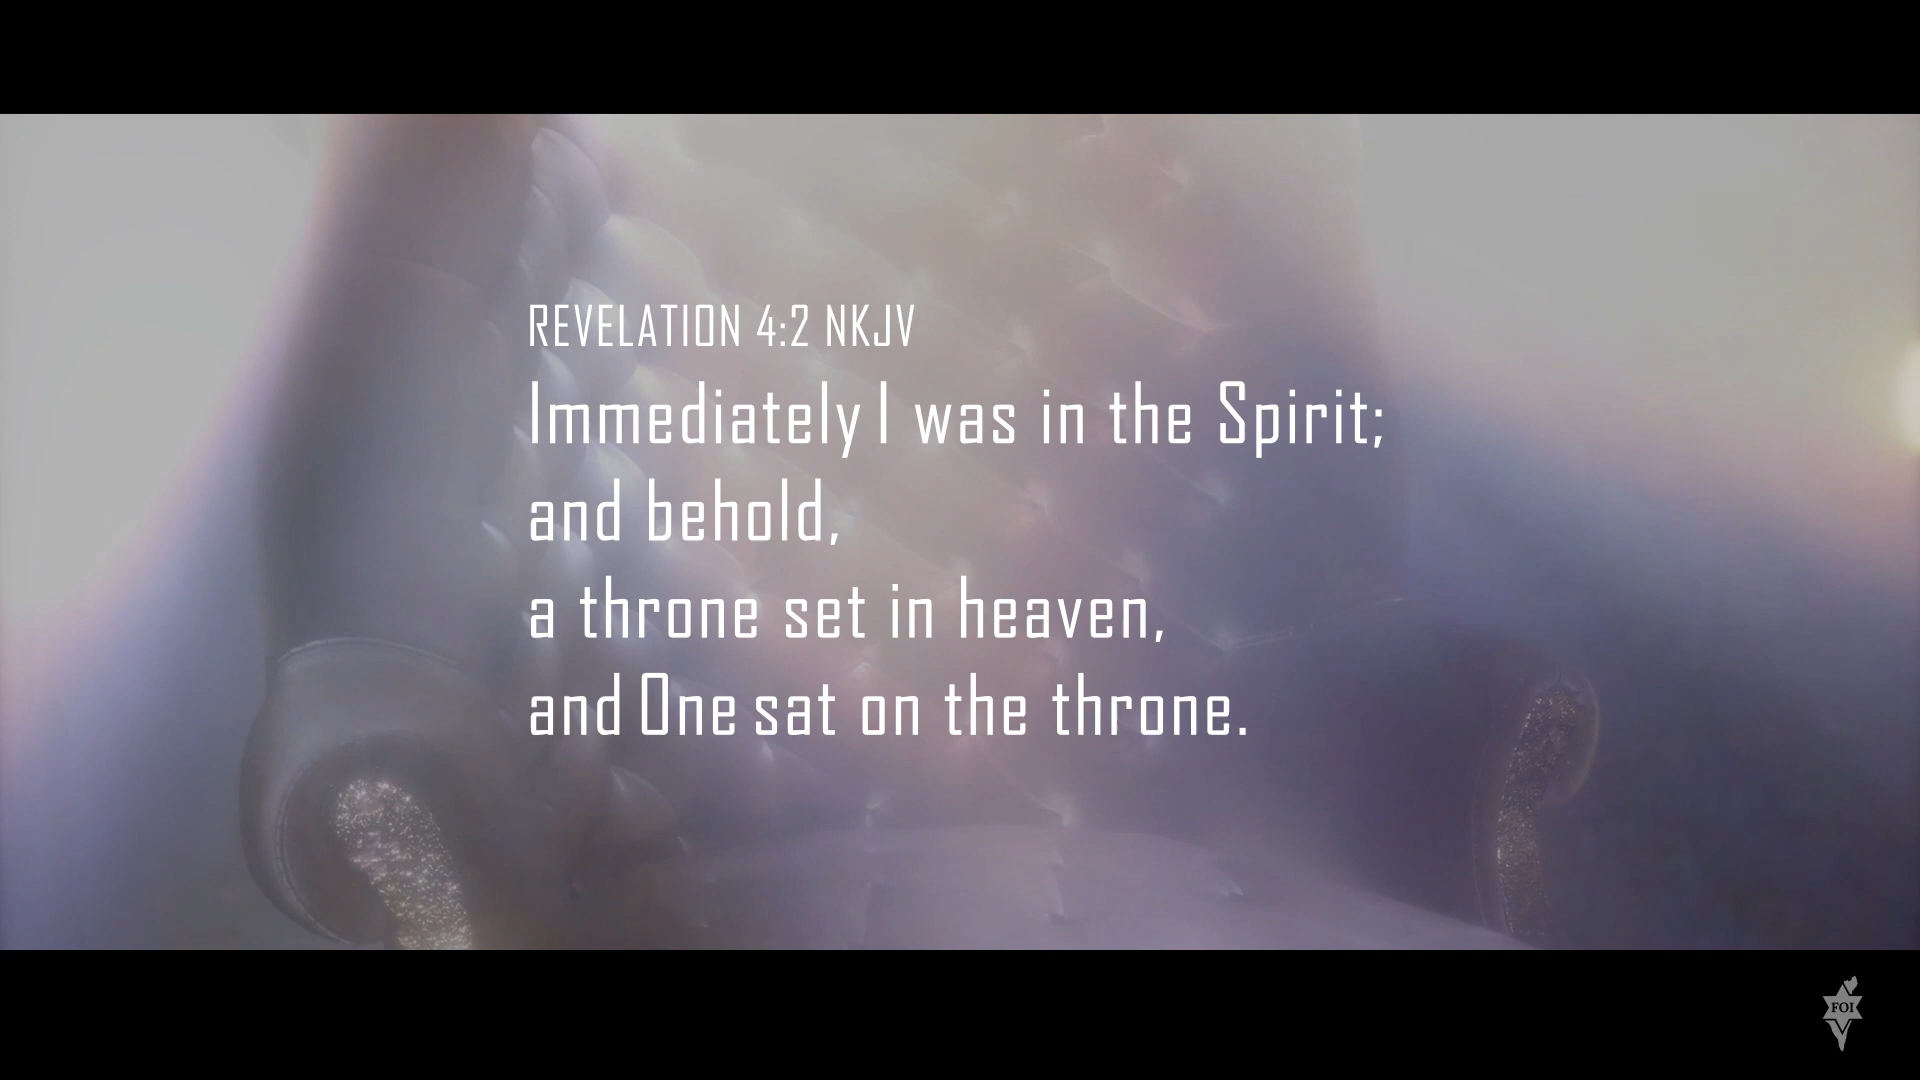 REVELATION 4:2 NKJV
Immediately I was in the Spirit;
and behold,
a throne set in heaven,
and One sat on the throne.
FOI